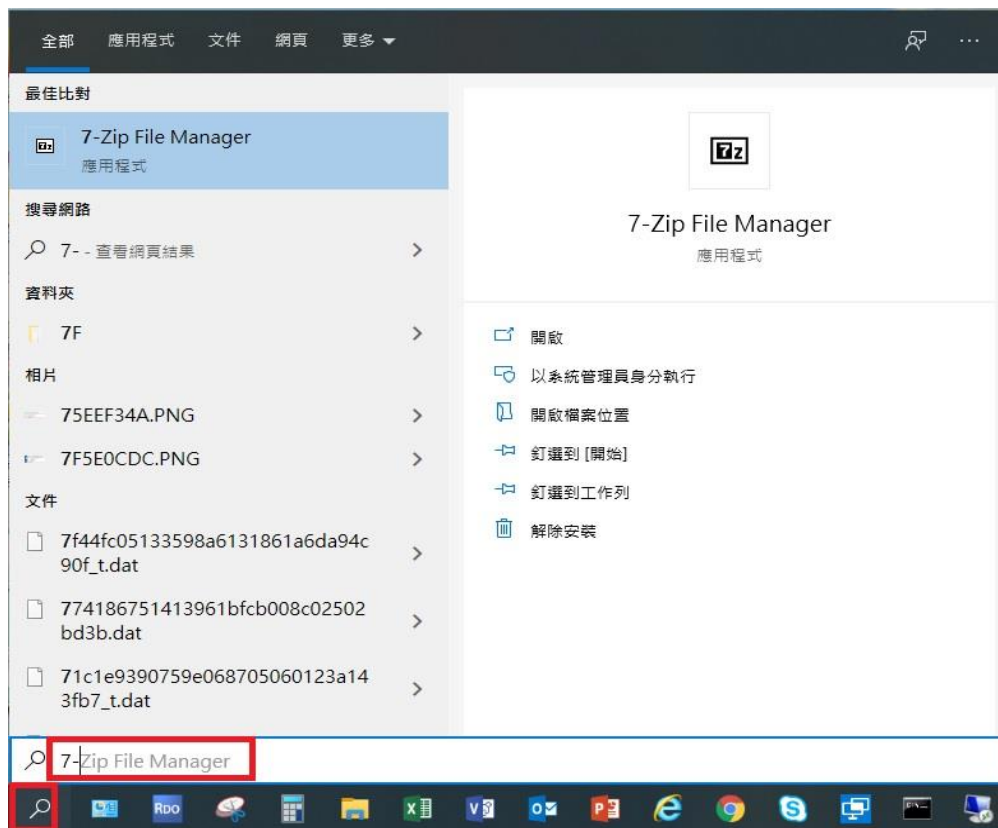 全部 應用程式 文件 網頁 更多
最佳比對
7-Zip File Manager
應用程式
搜尋網路
7- - 查看網頁結果
資料夾
7F
相片
75EEF34A.PNG
7F5E0CDC.PNG
文件
7f44fc05133598a6131861a6da94c
90f_t.dat
774186751413961bfcb008c02502
bd3b.dat
71c1e9390759e068705060123a14
3fb7_t.dat
7z
7-Zip File Manager
應用程式
開啟
以系統管理員身分執行
開啟檔案位置
釘選到 [開始]
釘選到工作列
解除安裝
7-Zip File Manager
RDO